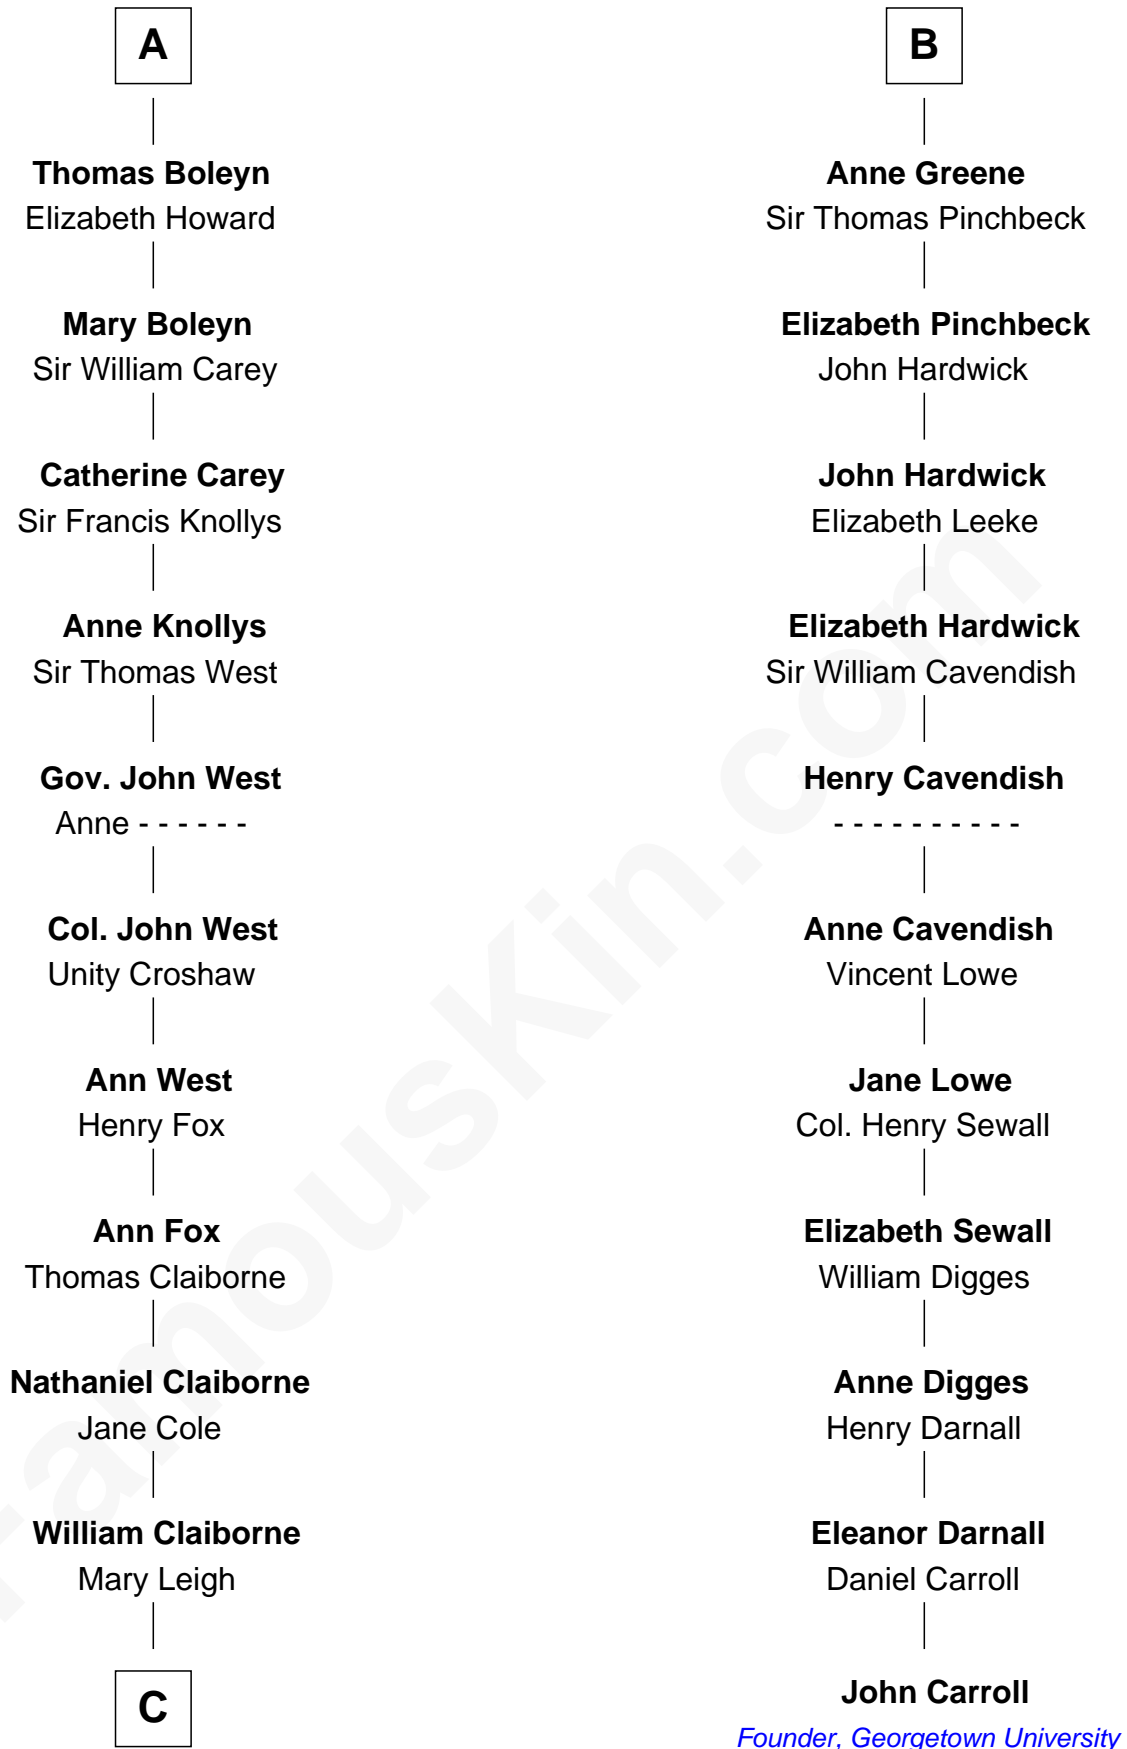 A
Thomas Boleyn
Elizabeth Howard
Mary Boleyn
Sir William Carey
Catherine Carey
Sir Francis Knollys
Anne Knollys
Sir Thomas West
Gov. John West
Anne - - - - - -
Col. John West
Unity Croshaw
Ann West
Henry Fox
Ann Fox
Thomas Claiborne
Nathaniel Claiborne
Jane Cole
William Claiborne
Mary Leigh
C
B
Anne Greene
Sir Thomas Pinchbeck
Elizabeth Pinchbeck
John Hardwick
John Hardwick
Elizabeth Leeke
Elizabeth Hardwick
Sir William Cavendish
Henry Cavendish
- - - - - - - - - -
Anne Cavendish
Vincent Lowe
Jane Lowe
Col. Henry Sewall
Elizabeth Sewall
William Digges
Anne Digges
Henry Darnall
Eleanor Darnall
Daniel Carroll
John Carroll
Founder, Georgetown University
FamousKin.com